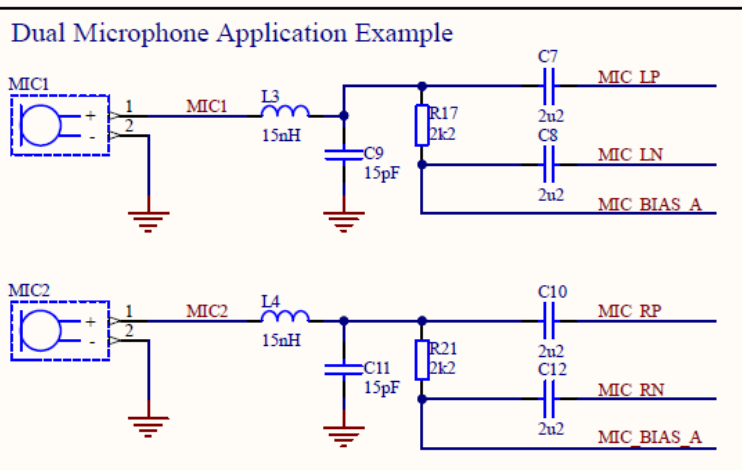 Dual Microphone Application Example
C7
MIC1
MIC_LP
L3
1
MIC1
+
R17
2u2
2
-
15nH
2k2
C8
C9
MIC_LN
15pF
2u2
MIC_BIAS_A
MIC2
C10
L4
1
MIC2
MIC_RP
+
2
-
15nH
R21
2u2
C11
2k2
C12
15pF
MIC_RN
2u2
MIC_BIAS_A